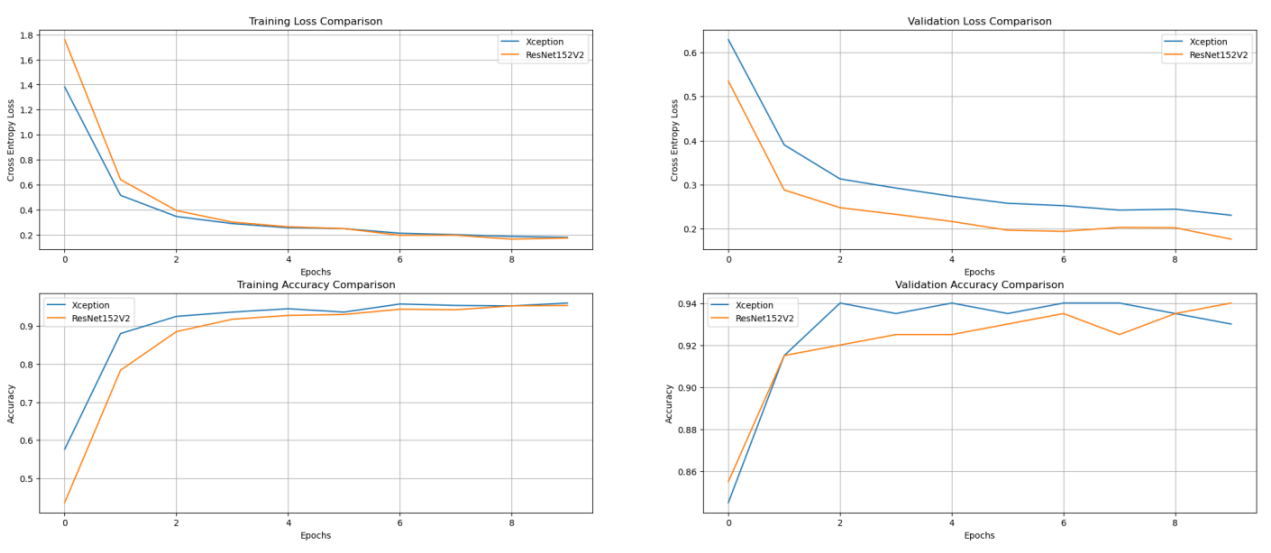 Training Loss Comparison
1.8
1.6
1.4
1.2
1.0
0.8
0.6
0.4
0.2
Cross Entropy Loss
Xception
ResNet152V2
0 2 4 6 8
Epochs
Validation Loss Comparison
0.6
0.5
0.4
0.3
0.2
Cross Entropy Loss
Xception
ResNet152V2
0 2 4 6 8
Epochs
Training Accuracy Comparison
Xception
ResNet152V2
0.9
0.8
0.7
0.6
0.5
Accuracy
0 2 4 6 8
Epochs
Validation Accuracy Comparison
Xception
ResNet152V2
0.94
0.92
0.90
0.88
0.86
Accuracy
0 2 4 6 8
Epochs